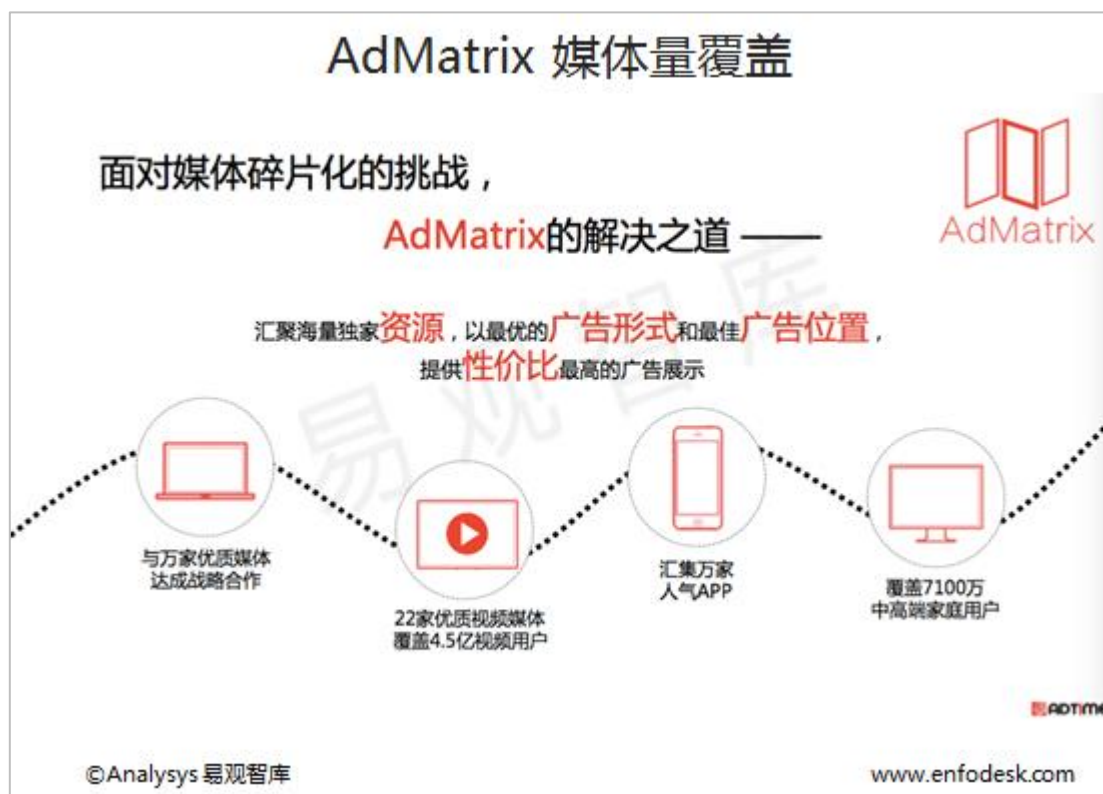 AdMatrix 媒体量覆盖
面对媒体碎片化的挑战，
AdMatrix的解决之道 ——
AdMatrix
汇聚海量独家资源，以最优的广告形式和最佳广告位置，
提供性价比最高的广告展示
易观智库
与万家优质媒体
达成战略合作
22家优质视频媒体
覆盖4.5亿视频用户
汇集万家
人气APP
覆盖7100万
中高端家庭用户
ADTIME
©Analysys 易观智库
www.enfodesk.com